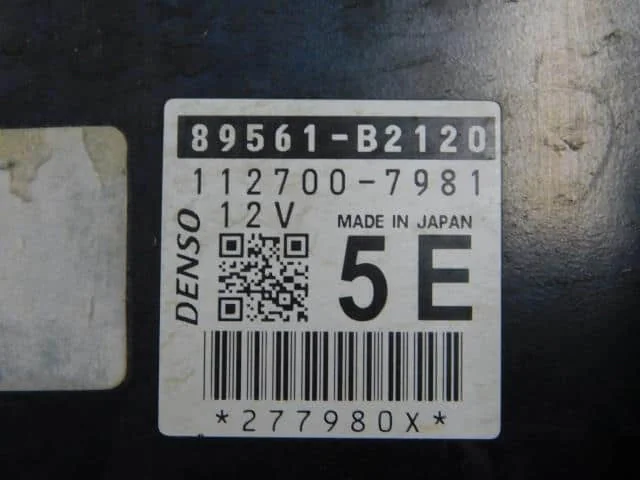 89561-B2120
112700-7981
12V MADE IN JAPAN
DENSO
5E
*277980X*